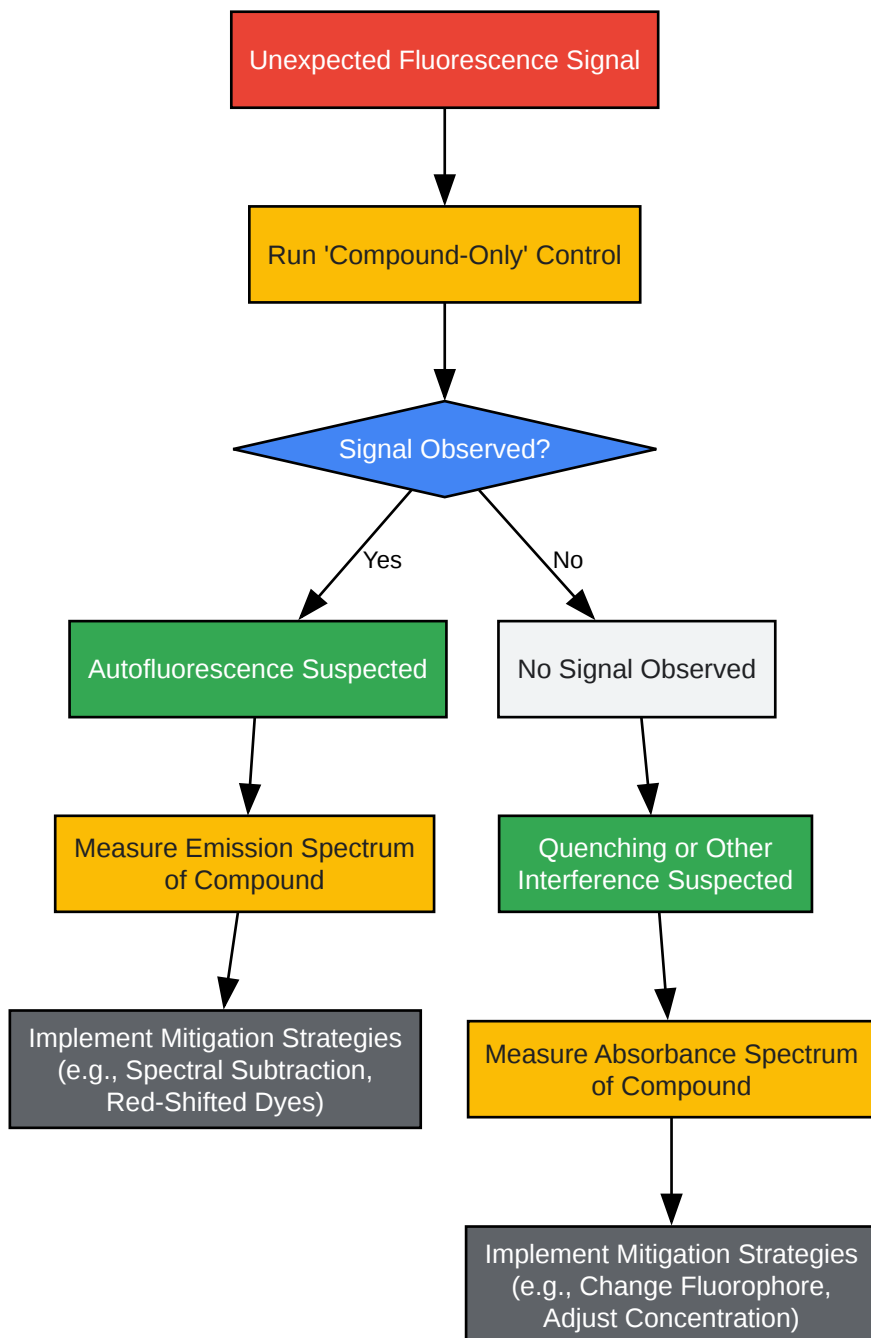 Unexpected Fluorescence Signal
Run 'Compound-Only' Control
Signal Observed?
Yes
No
Autofluorescence Suspected
No Signal Observed
Measure Emission Spectrum
of Compound
Quenching or Other
Interference Suspected
Implement Mitigation Strategies
(e.g., Spectral Subtraction,
Red-Shifted Dyes)
Measure Absorbance Spectrum
of Compound
Implement Mitigation Strategies
(e.g., Change Fluorophore,
Adjust Concentration)